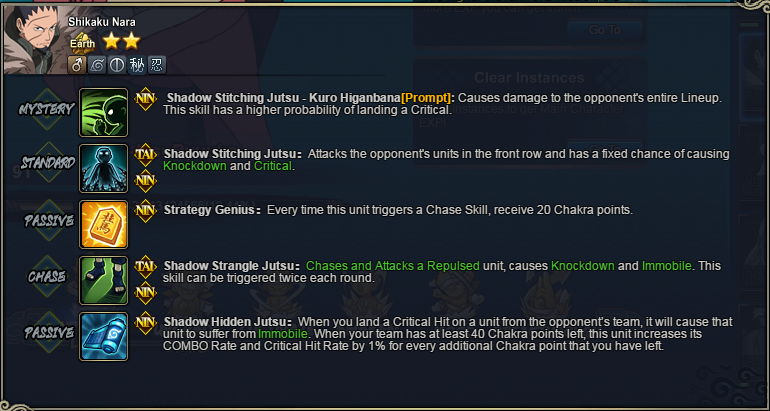 Shikaku Nara
Earth
秘 忍
Go To
Clear Instances
MYSTERY
NIN Shadow Stitching Jutsu - Kuro Higanbana[Prompt]: Causes damage to the opponent's entire Lineup.
This skill has a higher probability of landing a Critical.
STANDARD
TAI Shadow Stitching Jutsu: Attacks the opponent's units in the front row and has a fixed chance of causing
NIN Knockdown and Critical.
PASSIVE
NIN Strategy Genius: Every time this unit triggers a Chase Skill, receive 20 Chakra points.
CHASE
TAI Shadow Strangle Jutsu: Chases and Attacks a Repulsed unit, causes Knockdown and Immobile. This
NIN skill can be triggered twice each round.
PASSIVE
NIN Shadow Hidden Jutsu: When you land a Critical Hit on a unit from the opponent's team, it will cause that
unit to suffer from Immobile. When your team has at least 40 Chakra points left, this unit increases its
COMBO Rate and Critical Hit Rate by 1% for every additional Chakra point that you have left.